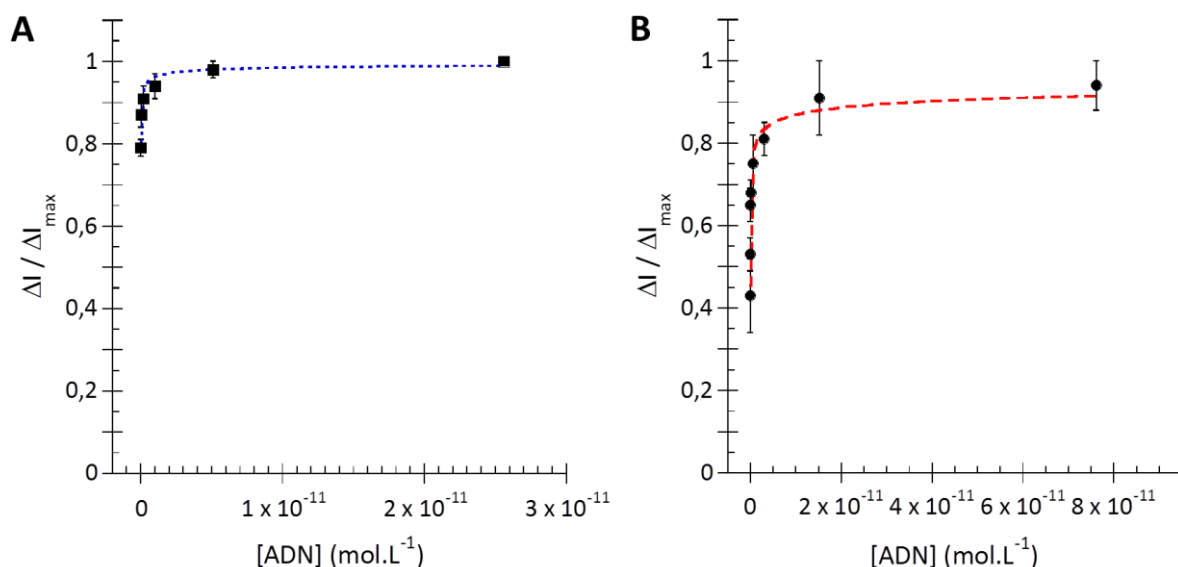 A
1
0,8
0,6
0,4
0,2
0
ΔI / ΔImax
0
1 x 10-11
2 x 10-11
3 x 10-11
[ADN] (mol.L-1)
B
1
0,8
0,6
0,4
0,2
0
ΔI / ΔImax
0
2 x 10-11
4 x 10-11
6 x 10-11
8 x 10-11
[ADN] (mol.L-1)